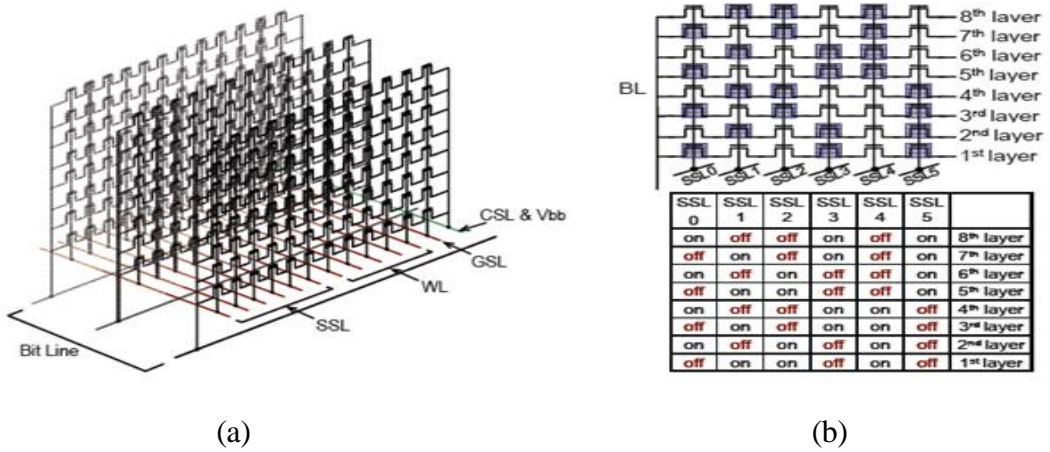 CSL & Vbb
GSL
WL
SSL
Bit Line
BL
8th layer
7th layer
6th layer
5th layer
4th layer
3rd layer
2nd layer
1st layer
SSL0 SSL1 SSL2 SSL3 SSL4 SSL5
SSL 0 SSL 1 SSL 2 SSL 3 SSL 4 SSL 5
on off off on off on 8th layer
off on off on off on 7th layer
on off on off off on 6th layer
off on on off off on 5th layer
on off off on on off 4th layer
off on off on on off 3rd layer
on off on off on off 2nd layer
off on on off on off 1st layer
(a) (b)